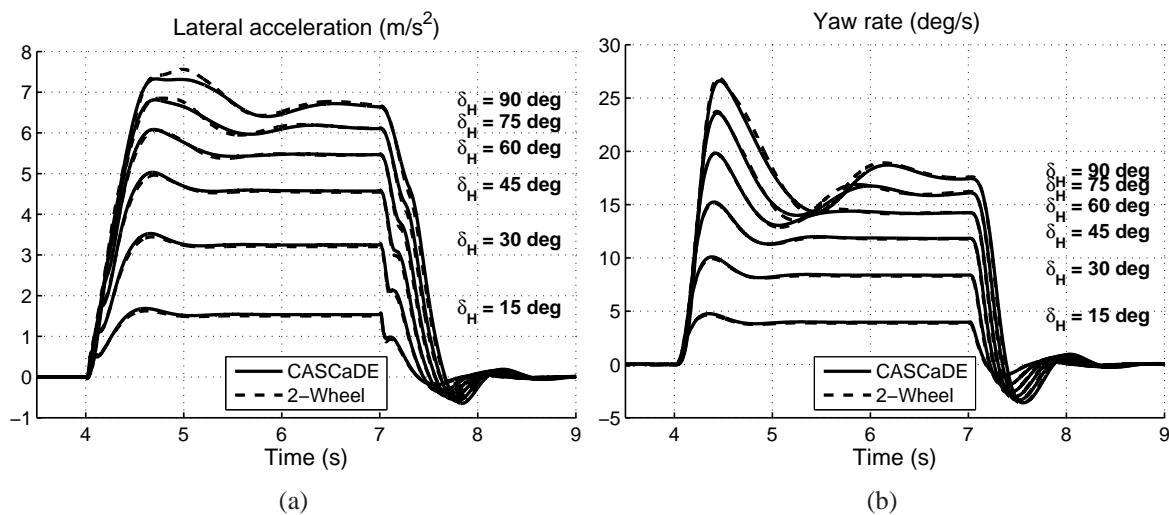 Lateral acceleration (m/s²)
8
7
6
5
4
3
2
1
0
−1
δH = 90 deg
δH = 75 deg
δH = 60 deg
δH = 45 deg
δH = 30 deg
δH = 15 deg
CASCaDE
2−Wheel
4 5 6 7 8 9
Time (s)
(a)
Yaw rate (deg/s)
30
25
20
15
10
5
0
−5
δH = 90 deg
δH = 75 deg
δH = 60 deg
δH = 45 deg
δH = 30 deg
δH = 15 deg
CASCaDE
2−Wheel
4 5 6 7 8 9
Time (s)
(b)